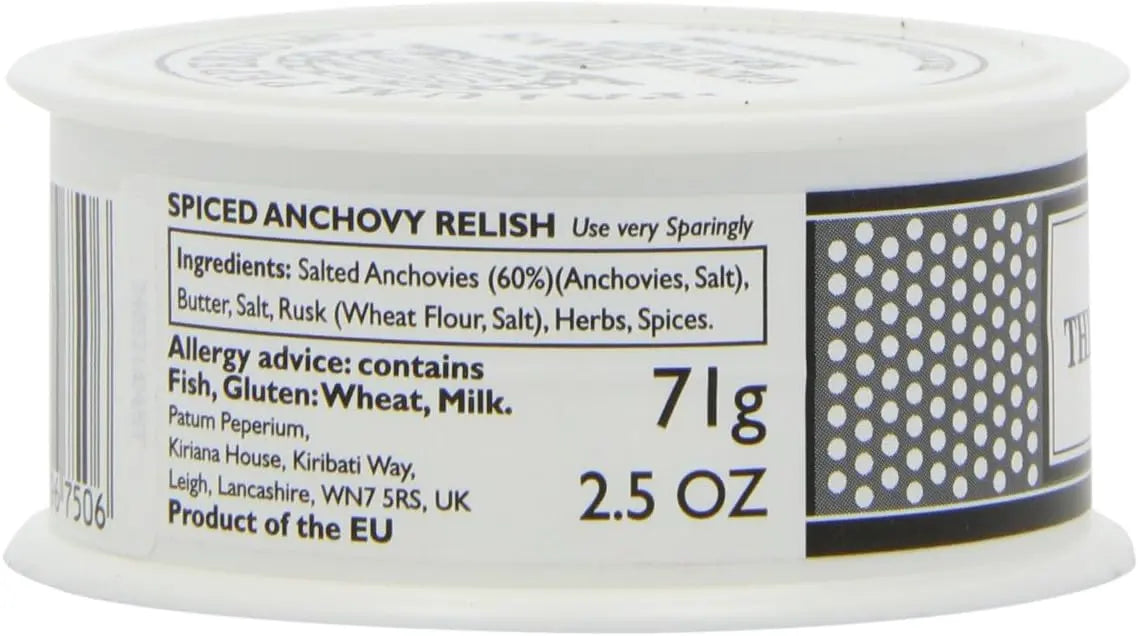 SPICED ANCHOVY RELISH Use very Sparingly
Ingredients: Salted Anchovies (60%)(Anchovies, Salt),
Butter, Salt, Rusk (Wheat Flour, Salt), Herbs, Spices.
Allergy advice: contains
Fish, Gluten: Wheat, Milk.
71g
Patum Peperium,
Kiriana House, Kiribati Way,
Leigh, Lancashire, WN7 5RS, UK
2.5 OZ
Product of the EU
7506